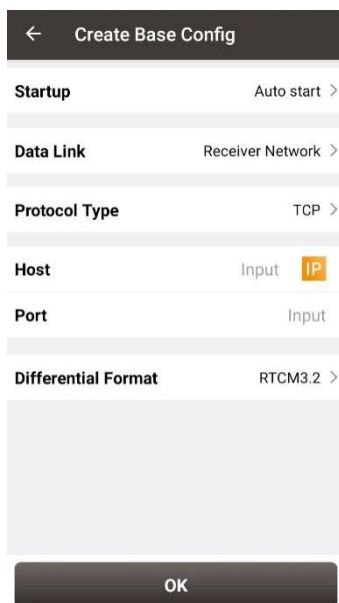 Create Base Config
Startup Auto start
Data Link Receiver Network
Protocol Type TCP
Host Input IP
Port Input
Differential Format RTCM3.2
OK